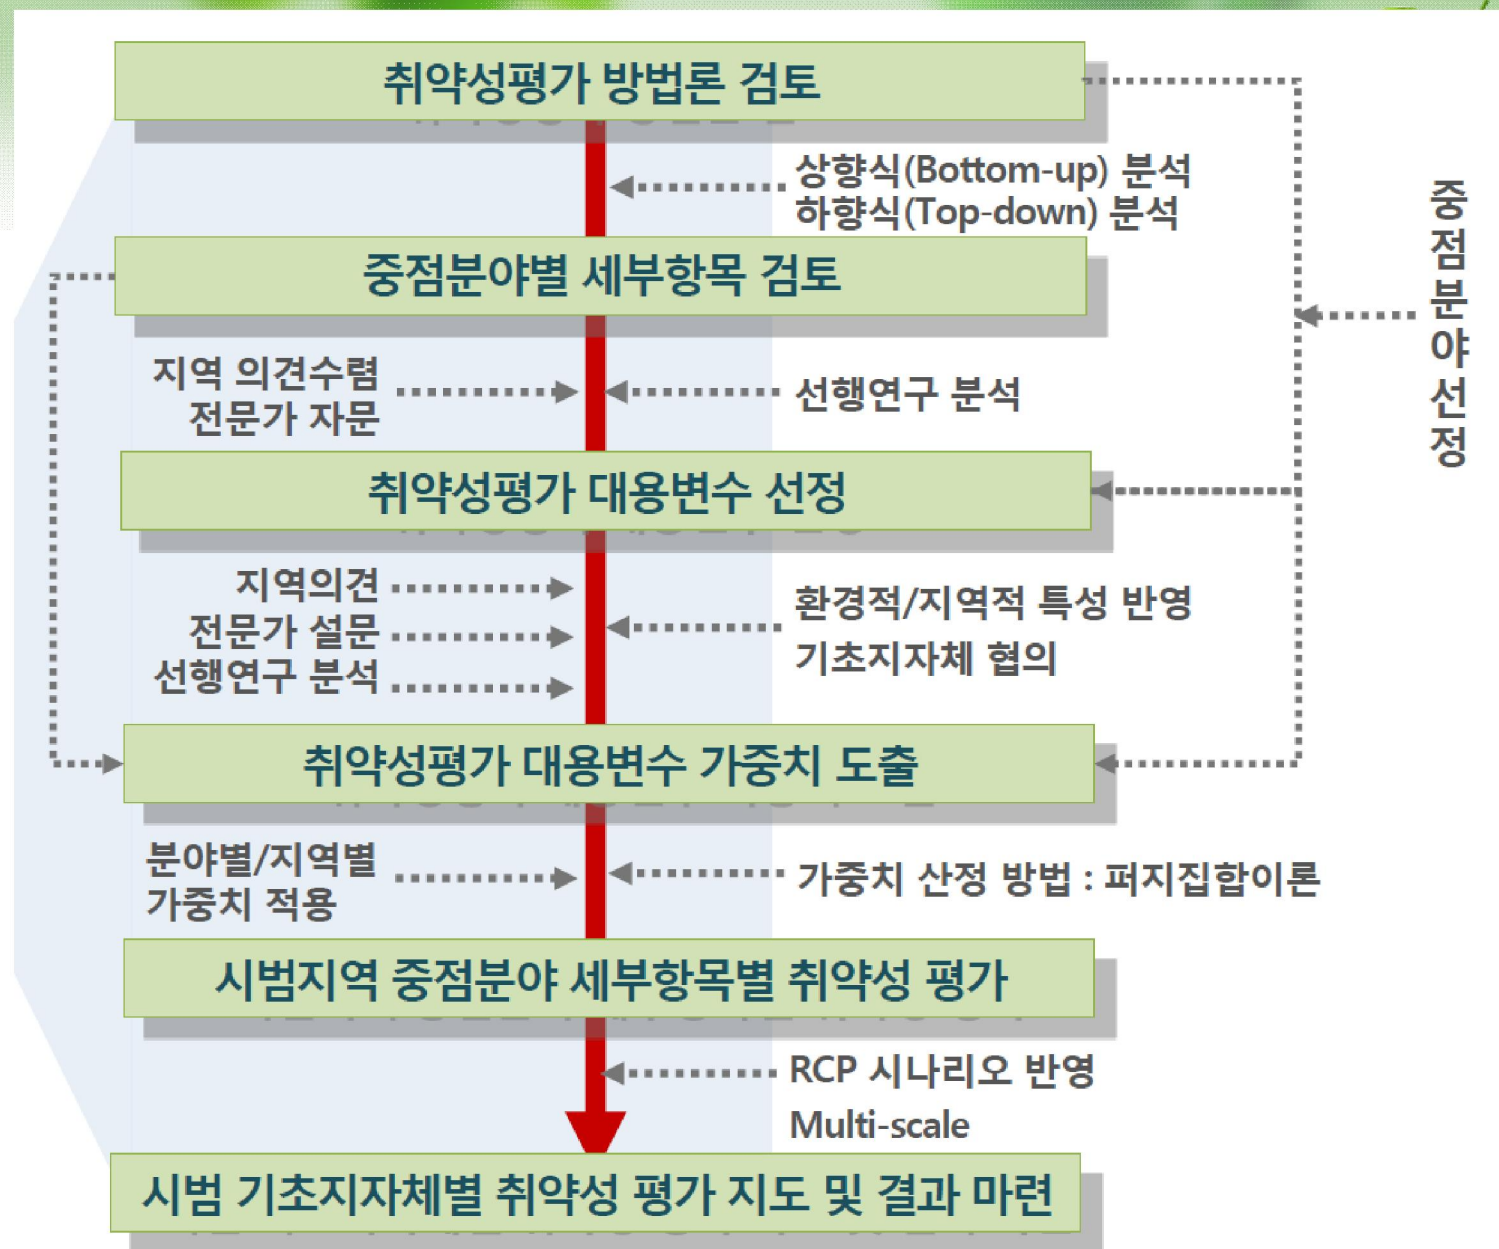 취약성평가 방법론 검토
상향식(Bottom-up) 분석
하향식(Top-down) 분석
중점분야선정
중점분야별 세부항목 검토
지역 의견수렴
전문가 자문
선행연구 분석
취약성평가 대용변수 선정
지역의견
전문가 설문
선행연구 분석
환경적/지역적 특성 반영
기초지자체 협의
취약성평가 대용변수 가중치 도출
분야별/지역별
가중치 적용
가중치 산정 방법 : 퍼지집합이론
시범지역 중점분야 세부항목별 취약성 평가
RCP 시나리오 반영
Multi-scale
시범 기초지자체별 취약성 평가 지도 및 결과 마련